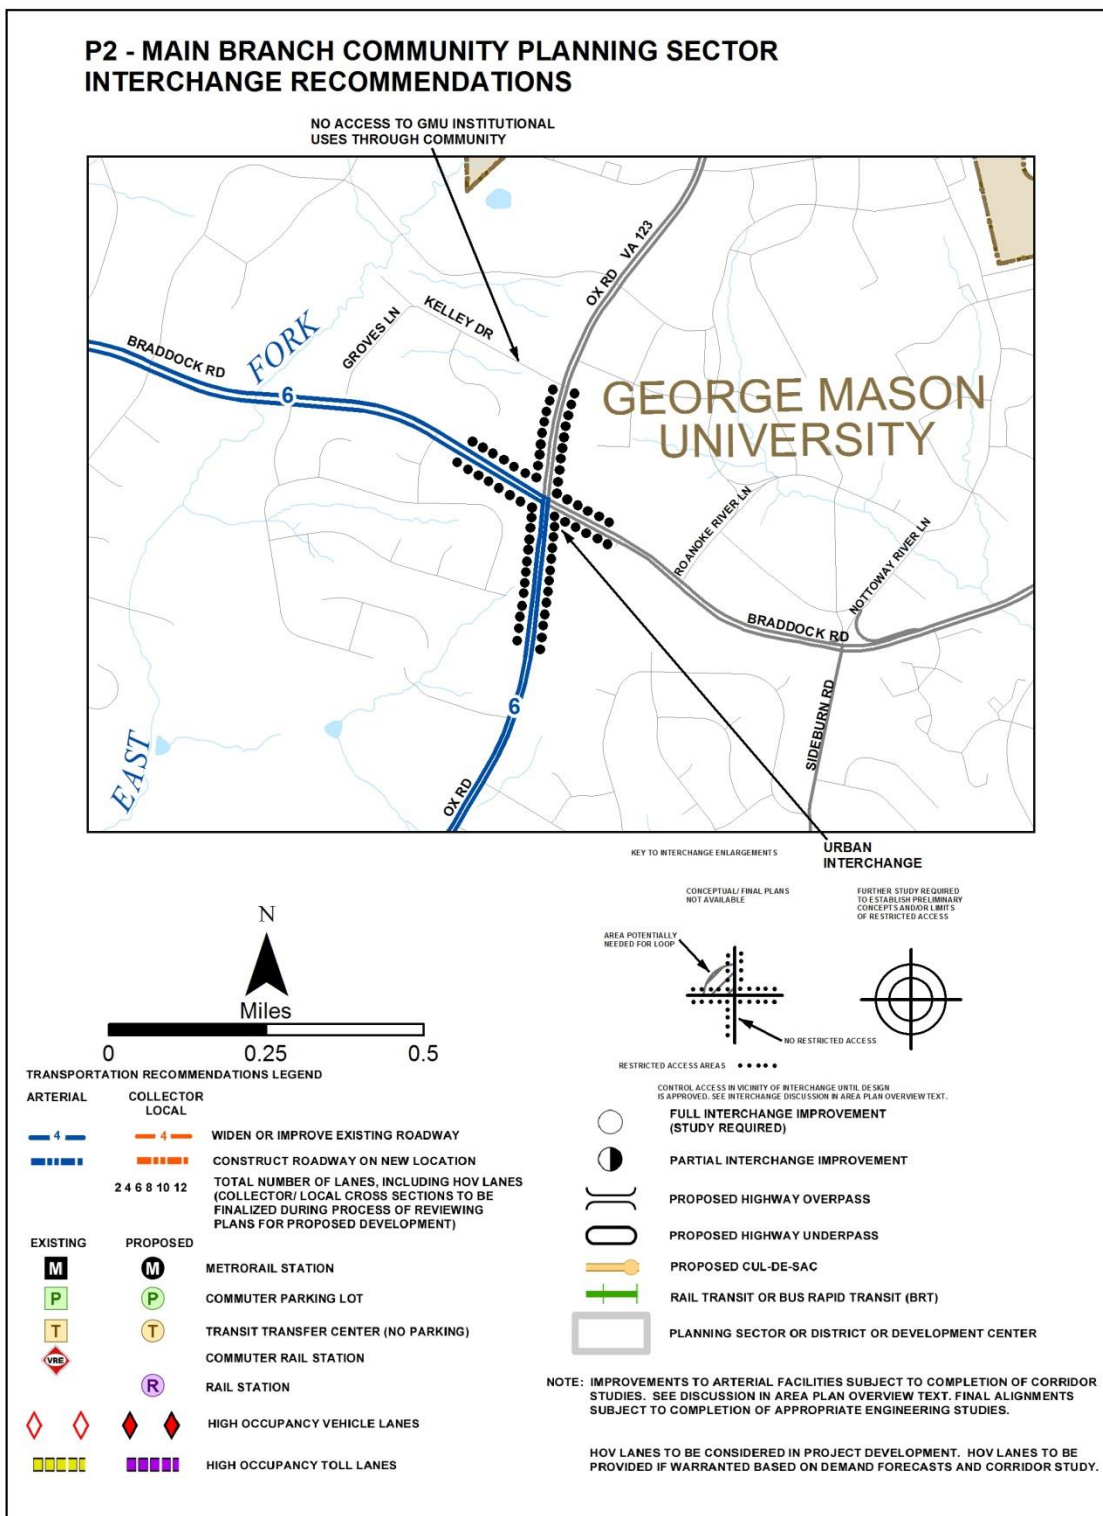 P2 - MAIN BRANCH COMMUNITY PLANNING SECTOR
INTERCHANGE RECOMMENDATIONS
NO ACCESS TO GMU INSTITUTIONAL
USES THROUGH COMMUNITY
OX RD VA 123
KELLEY DR
GROVES LN
BRADDOCK RD
FORK
6
GEORGE MASON
UNIVERSITY
ROANOKE RIVER LN
NOTTOWAY RIVER LN
BRADDOCK RD
SIDEBURN RD
6
EAST
OX RD
URBAN
INTERCHANGE
KEY TO INTERCHANGE ENLARGEMENTS
CONCEPTUAL/ FINAL PLANS
NOT AVAILABLE
FURTHER STUDY REQUIRED
TO ESTABLISH PRELIMINARY
CONCEPTS AND/OR LIMITS
OF RESTRICTED ACCESS
AREA POTENTIALLY
NEEDED FOR LOOP
NO RESTRICTED ACCESS
RESTRICTED ACCESS AREAS
CONTROL ACCESS IN VICINITY OF INTERCHANGE UNTIL DESIGN
IS APPROVED. SEE INTERCHANGE DISCUSSION IN AREA PLAN OVERVIEW TEXT.
N
Miles
0 0.25 0.5
TRANSPORTATION RECOMMENDATIONS LEGEND
ARTERIAL COLLECTOR
LOCAL
4 4 WIDEN OR IMPROVE EXISTING ROADWAY
CONSTRUCT ROADWAY ON NEW LOCATION
2 4 6 8 10 12 TOTAL NUMBER OF LANES, INCLUDING HOV LANES
(COLLECTOR/ LOCAL CROSS SECTIONS TO BE
FINALIZED DURING PROCESS OF REVIEWING
PLANS FOR PROPOSED DEVELOPMENT)
EXISTING PROPOSED
M M METRORAIL STATION
P P COMMUTER PARKING LOT
T T TRANSIT TRANSFER CENTER (NO PARKING)
VRE COMMUTER RAIL STATION
R RAIL STATION
HIGH OCCUPANCY VEHICLE LANES
HIGH OCCUPANCY TOLL LANES
FULL INTERCHANGE IMPROVEMENT
(STUDY REQUIRED)
PARTIAL INTERCHANGE IMPROVEMENT
PROPOSED HIGHWAY OVERPASS
PROPOSED HIGHWAY UNDERPASS
PROPOSED CUL-DE-SAC
RAIL TRANSIT OR BUS RAPID TRANSIT (BRT)
PLANNING SECTOR OR DISTRICT OR DEVELOPMENT CENTER
NOTE: IMPROVEMENTS TO ARTERIAL FACILITIES SUBJECT TO COMPLETION OF CORRIDOR
STUDIES. SEE DISCUSSION IN AREA PLAN OVERVIEW TEXT. FINAL ALIGNMENTS
SUBJECT TO COMPLETION OF APPROPRIATE ENGINEERING STUDIES.
HOV LANES TO BE CONSIDERED IN PROJECT DEVELOPMENT. HOV LANES TO BE
PROVIDED IF WARRANTED BASED ON DEMAND FORECASTS AND CORRIDOR STUDY.